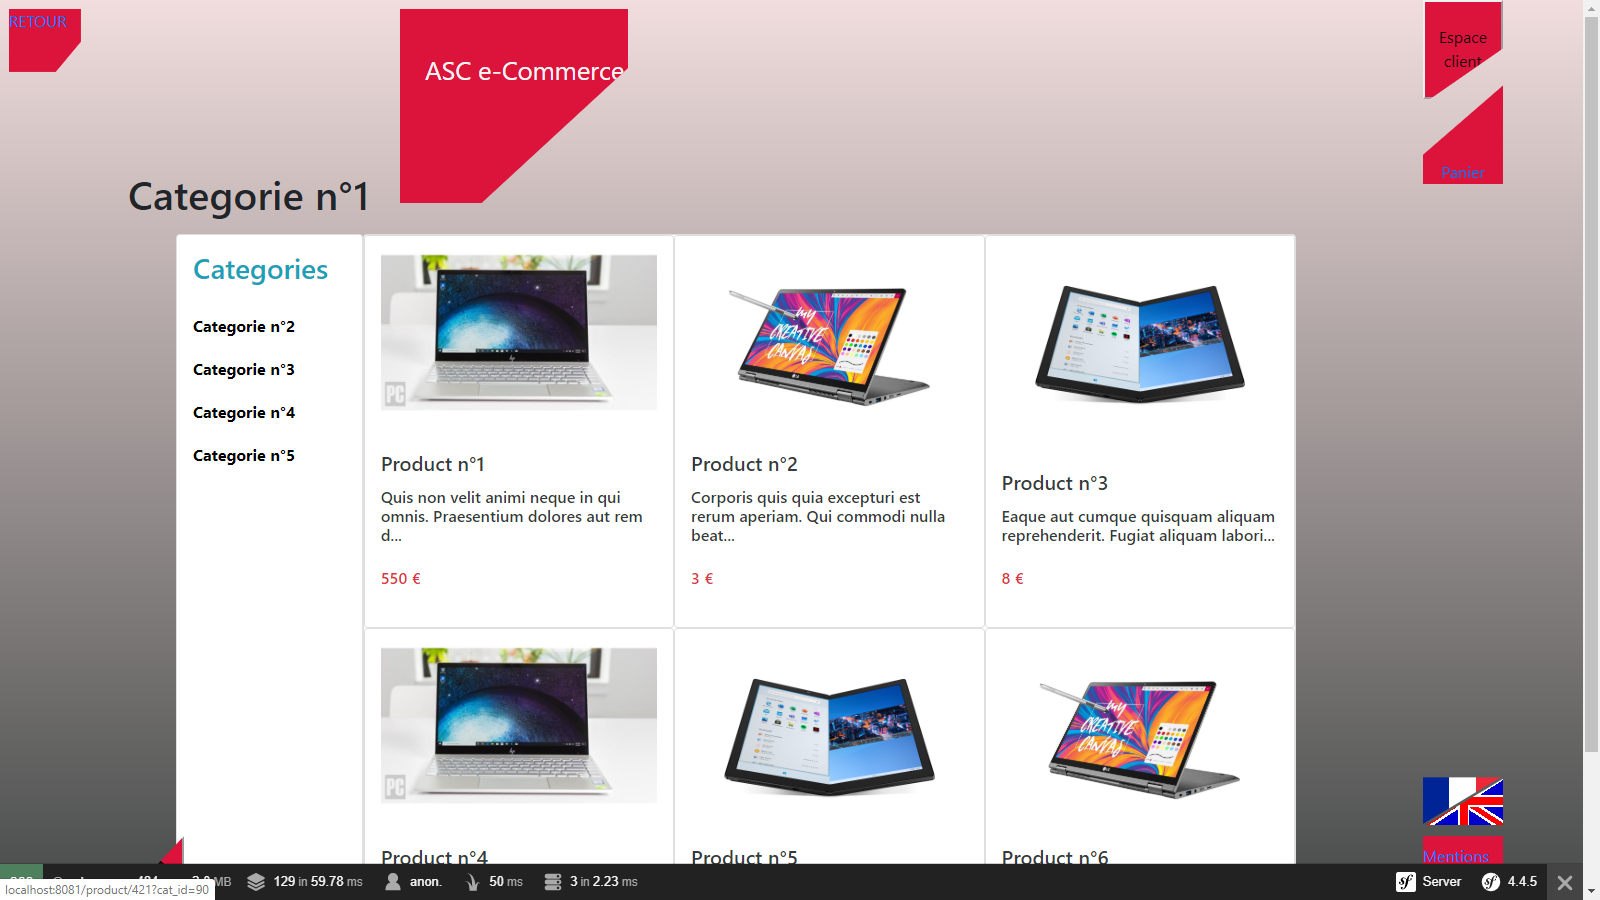 RETOUR
ASC e-Commerce
Espace
client
Panier
Categorie n°1
Categories
Categorie n°2
Categorie n°3
Categorie n°4
Categorie n°5
PC
Product n°1
Quis non velit animi neque in qui
omnis. Praesentium dolores aut rem
d...
550 €
my
CREATIVE
CANVAS
Product n°2
Corporis quis quia excepturi est
rerum aperiam. Qui commodi nulla
beat...
3 €
Product n°3
Eaque aut cumque quisquam aliquam
reprehenderit. Fugiat aliquam labori...
8 €
PC
Product n°4
Product n°5
my
CREATIVE
CANVAS
Product n°6
Mentions
MB
129 in 59.78 ms
anon.
50 ms
3 in 2.23 ms
Server
4.4.5
localhost:8081/product/421?cat_id=90